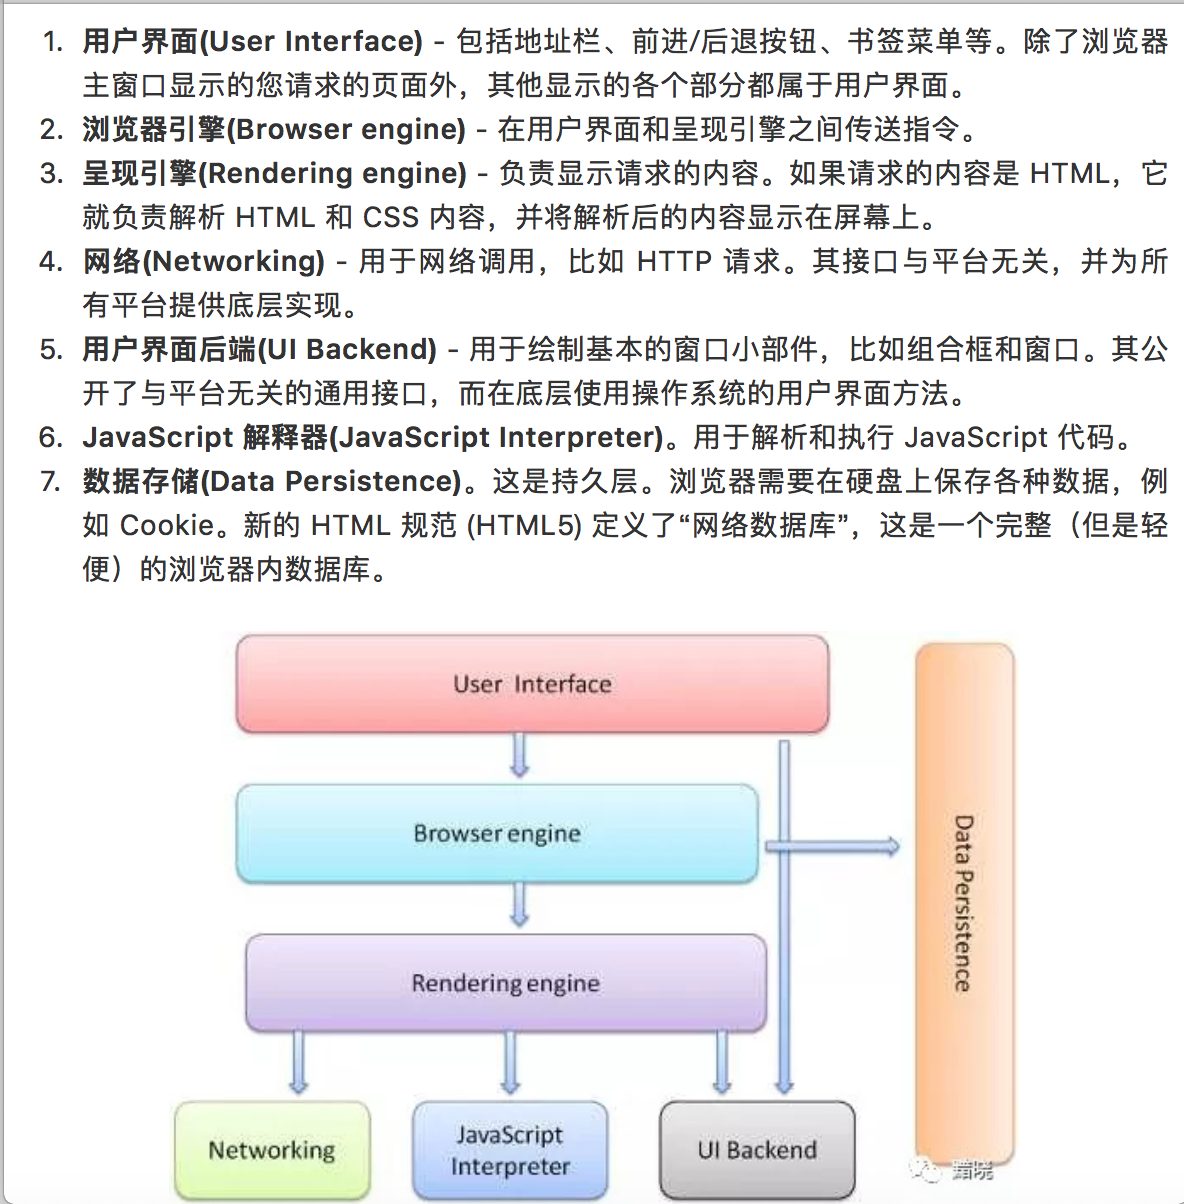 1. 用户界面(User Interface) - 包括地址栏、前进/后退按钮、书签菜单等。除了浏览器
主窗口显示的您请求的页面外，其他显示的各个部分都属于用户界面。
2. 浏览器引擎(Browser engine) - 在用户界面和呈现引擎之间传送指令。
3. 呈现引擎(Rendering engine) - 负责显示请求的内容。如果请求的内容是 HTML，它
就负责解析 HTML 和 CSS 内容，并将解析后的内容显示在屏幕上。
4. 网络(Networking) - 用于网络调用，比如 HTTP 请求。其接口与平台无关，并为所
有平台提供底层实现。
5. 用户界面后端(UI Backend) - 用于绘制基本的窗口小部件，比如组合框和窗口。其公
开了与平台无关的通用接口，而在底层使用操作系统的用户界面方法。
6. JavaScript 解释器(JavaScript Interpreter)。用于解析和执行 JavaScript 代码。
7. 数据存储(Data Persistence)。这是持久层。浏览器需要在硬盘上保存各种数据，例
如 Cookie。新的 HTML 规范 (HTML5) 定义了“网络数据库”，这是一个完整（但是轻
便）的浏览器内数据库。
User Interface
Browser engine
Data Persistence
Rendering engine
Networking
JavaScript
Interpreter
UI Backend